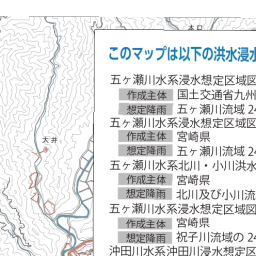 このマップは以下の洪水浸水
五ヶ瀬川水系浸水想定区域図
作成主体 国土交通省九州
想定降雨 五ヶ瀬川流域 24
五ヶ瀬川水系浸水想定区域図
作成主体 宮崎県
想定降雨 五ヶ瀬川流域 24
五ヶ瀬川水系北川・小川洪水
作成主体 宮崎県
想定降雨 北川及び小川流
五ヶ瀬川水系浸水想定区域図
作成主体 宮崎県
想定降雨 祝子川流域の 24
沖田川水系沖田川浸水想定区
大井